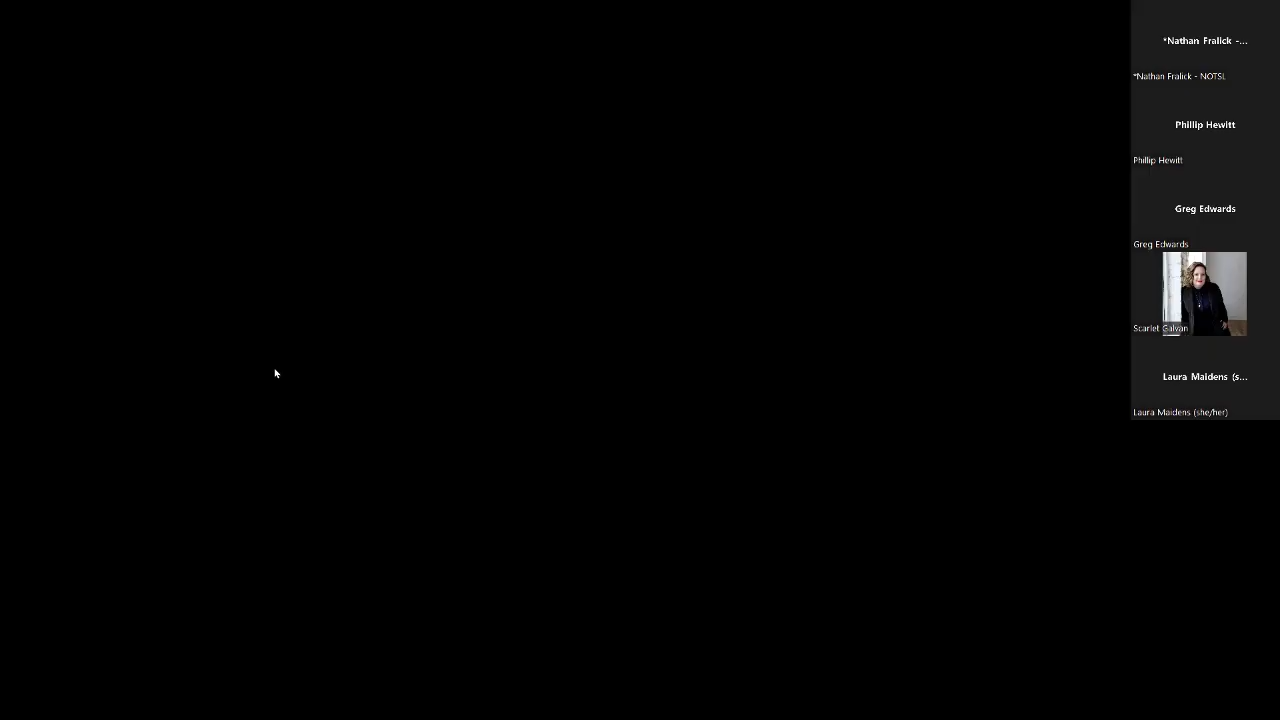 *Nathan Fralick -...
*Nathan Fralick - NOTSL
Phillip Hewitt
Phillip Hewitt
Greg Edwards
Greg Edwards
Scarlet Galvan
Laura Maidens (s...
Laura Maidens (she/her)